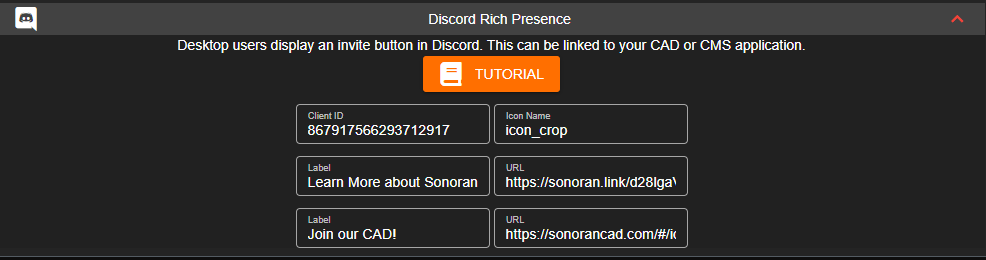 Discord Rich Presence
Desktop users display an invite button in Discord. This can be linked to your CAD or CMS application.
TUTORIAL
Client ID
867917566293712917
Icon Name
icon_crop
Label
Learn More about Sonoran
URL
https://sonoran.link/d28lga
Label
Join our CAD!
URL
https://sonorancad.com/#/i